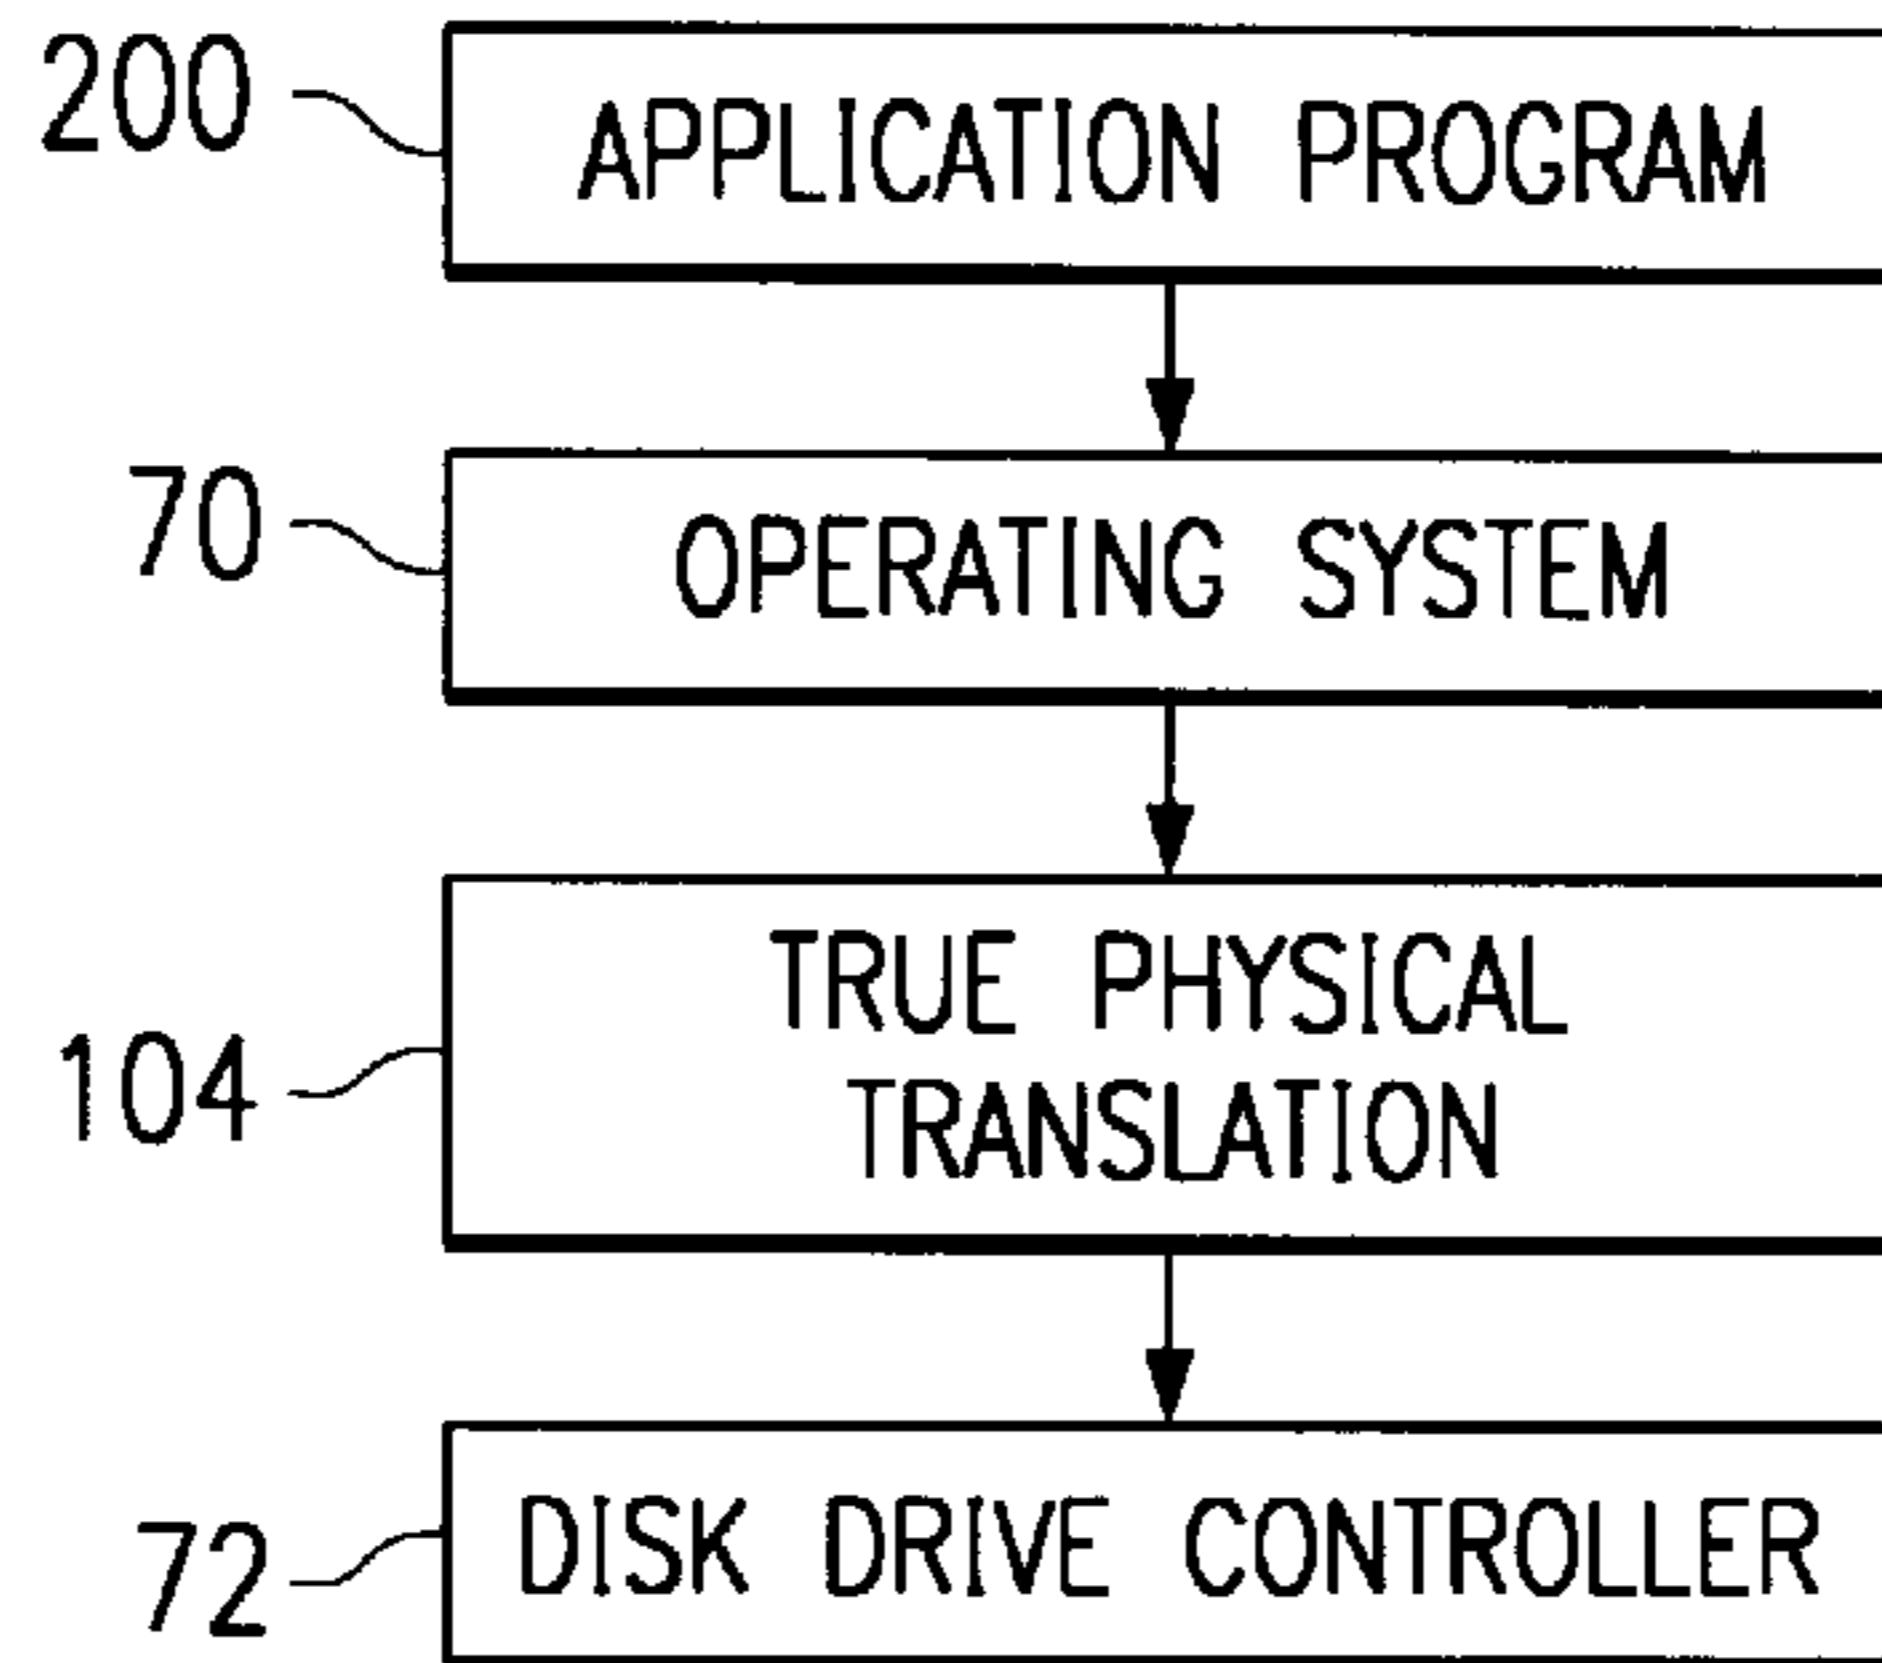 200 APPLICATION PROGRAM
70 OPERATING SYSTEM
104 TRUE PHYSICAL
TRANSLATION
72 DISK DRIVE CONTROLLER